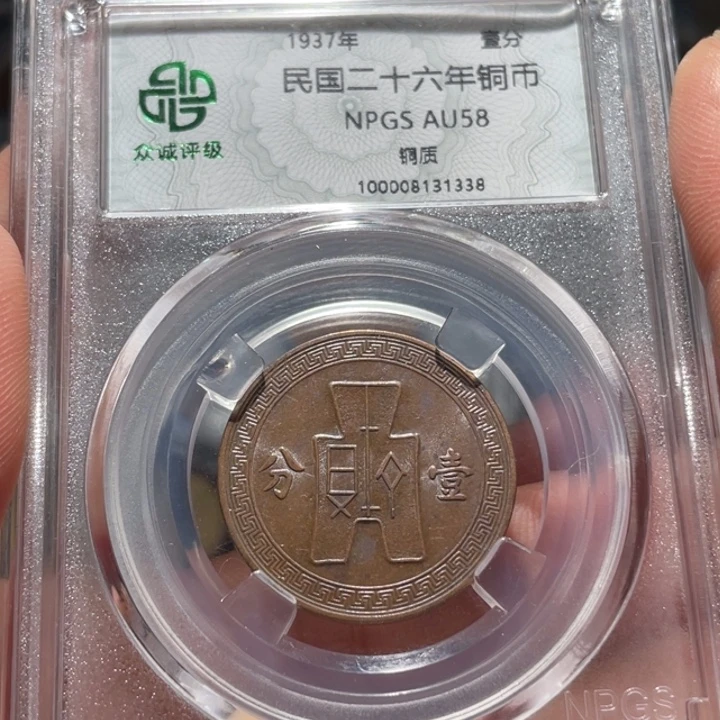 1937年 壹分
民国二十六年铜币
NPGS AU58
众诚评级
铜质
100008131338
分 壹
NPGS